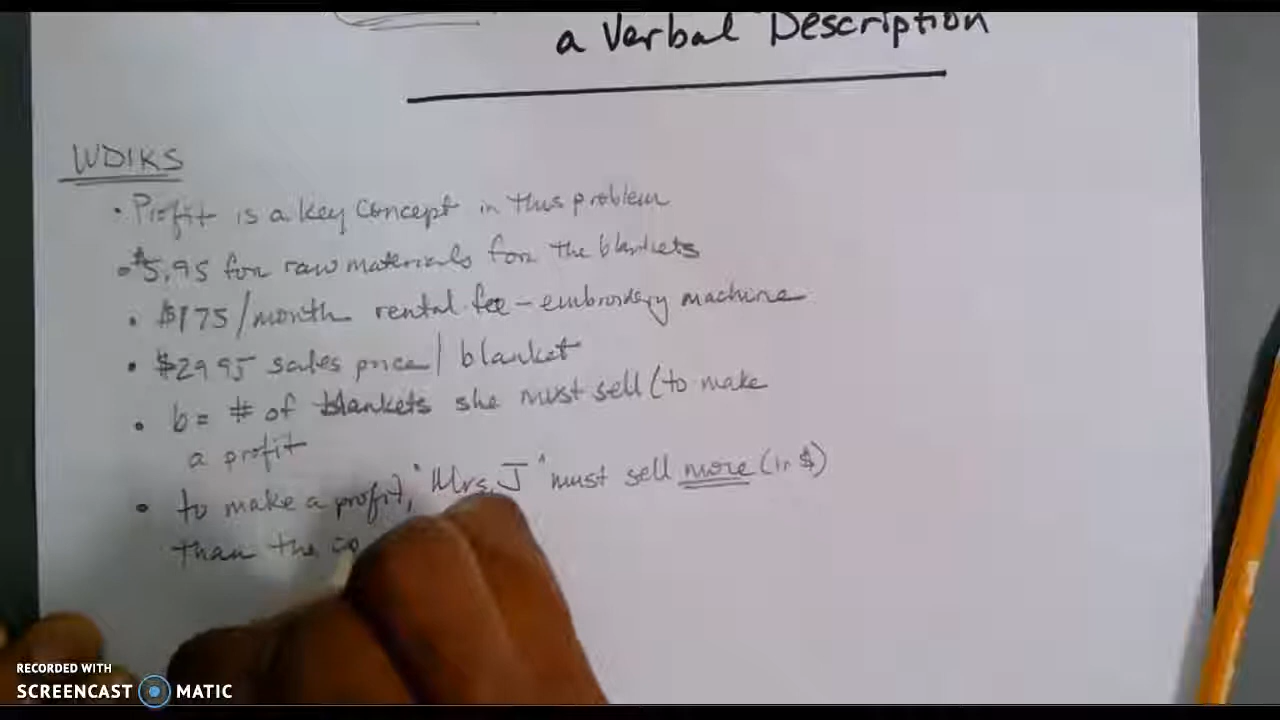 a Verbal Description
WDIKS
• Profit is a key concept in this problem
• $5.95 for raw materials for the blankets
• $175/month rental fee - embroidery machine
• $29.95 sales price / blanket
• b = # of blankets she must sell (to make
a profit
• to make a profit, "Mrs. J" must sell more (in $)
than the co
RECORDED WITH
SCREENCAST MATIC